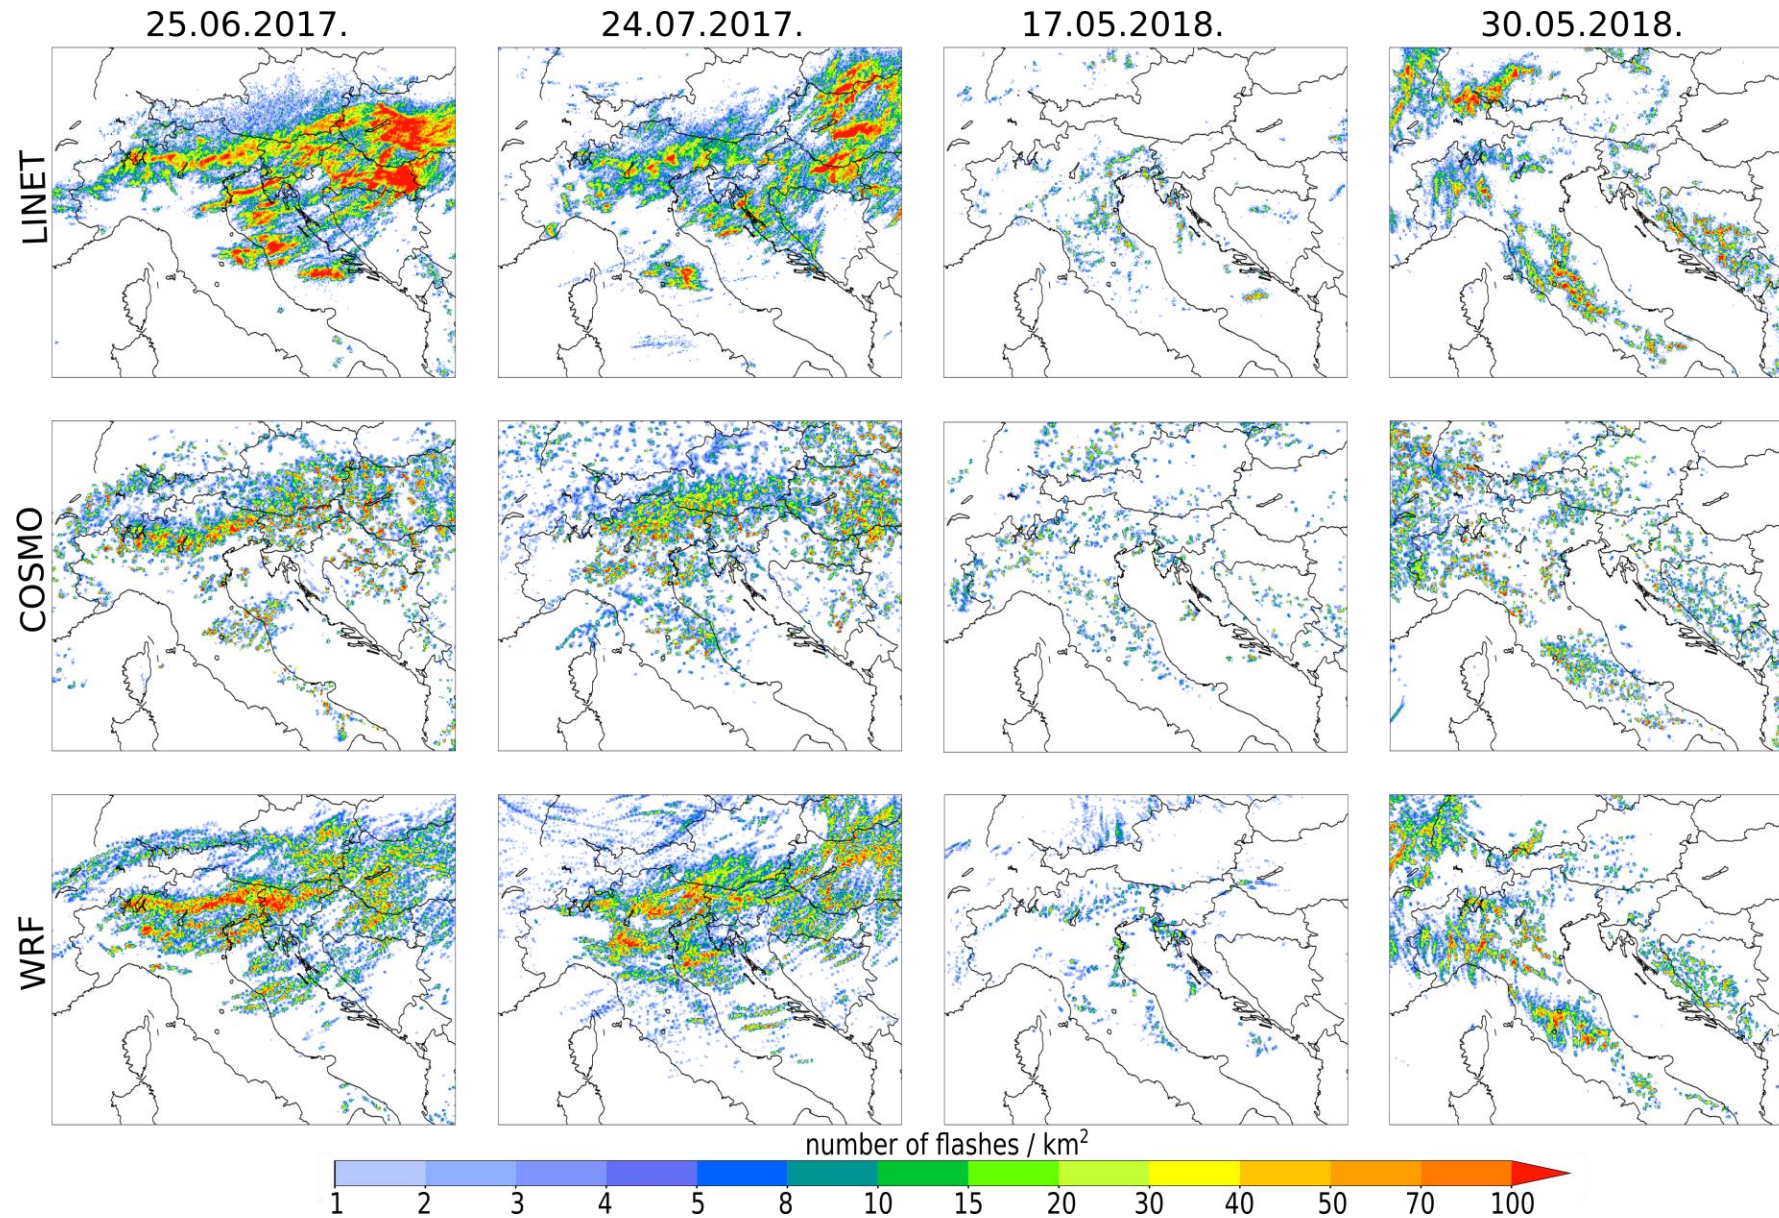 25.06.2017. 24.07.2017. 17.05.2018. 30.05.2018.
LINET
COSMO
WRF
number of flashes / km²
1 2 3 4 5 8 10 15 20 30 40 50 70 100